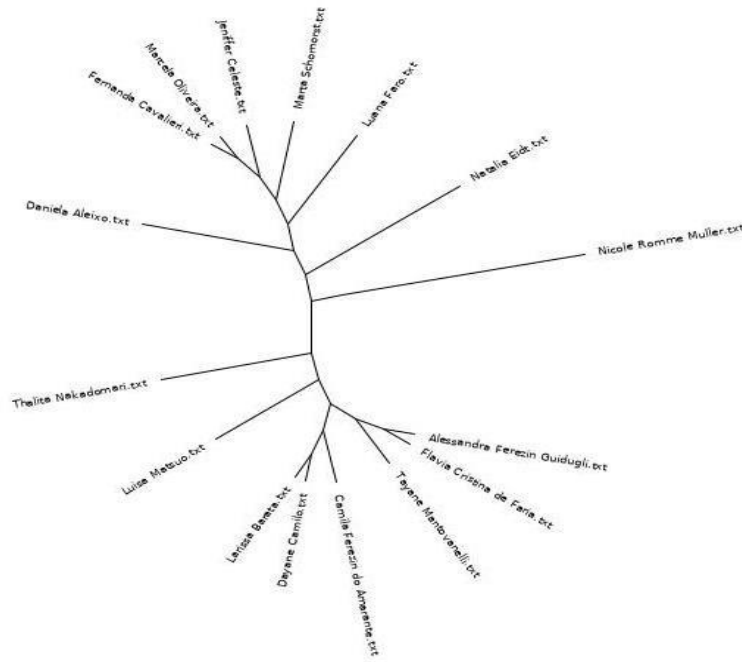 Marta Schomorst.txt
Jeniffer Celeste.txt
Marcela Oliveira.txt
Fernanda Cavalieri.txt
Luana Faro.txt
Natalia Eidt.txt
Daniela Aleixo.txt
Nicole Romme Muller.txt
Thalita Nakadomari.txt
Luisa Matsuo.txt
Alessandra Ferezin Guidugli.txt
Flavia Cristina de Faria.txt
Tayane Mantovanelli.txt
Larissa Barata.txt
Dayane Camilo.txt
Camila Ferezin do Amarante.txt